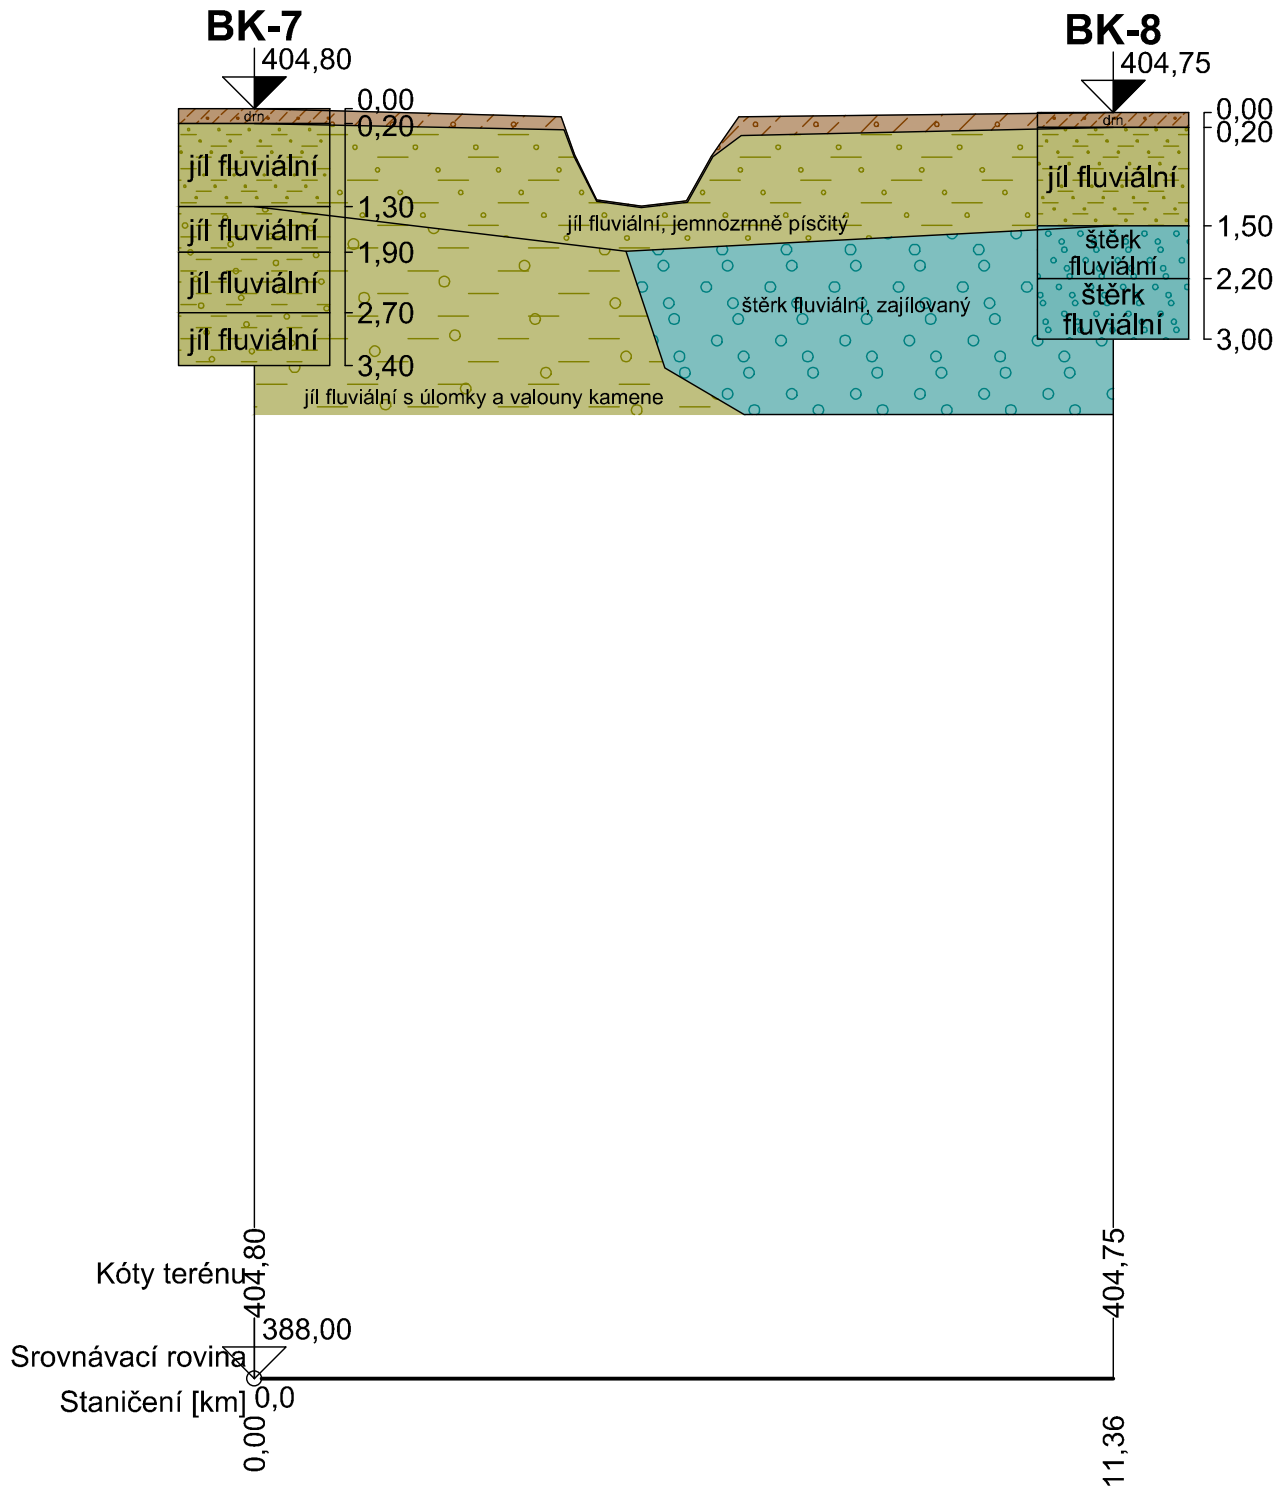 BK-7
404,80
BK-8
404,75
0,00
drn
0,20
jíl fluviální
1,30
jíl fluviální
1,90
jíl fluviální
2,70
jíl fluviální
3,40
jíl fluviální, jemnozrnně písčitý
štěrk fluviální, zajílovaný
jíl fluviální s úlomky a valouny kamene
0,00
drn
0,20
jíl fluviální
1,50
štěrk
fluviální
2,20
štěrk
fluviální
3,00
Kóty terénu
404,80
404,75
388,00
Srovnávací rovina
Staničení [km]
0,0
0,00
11,36